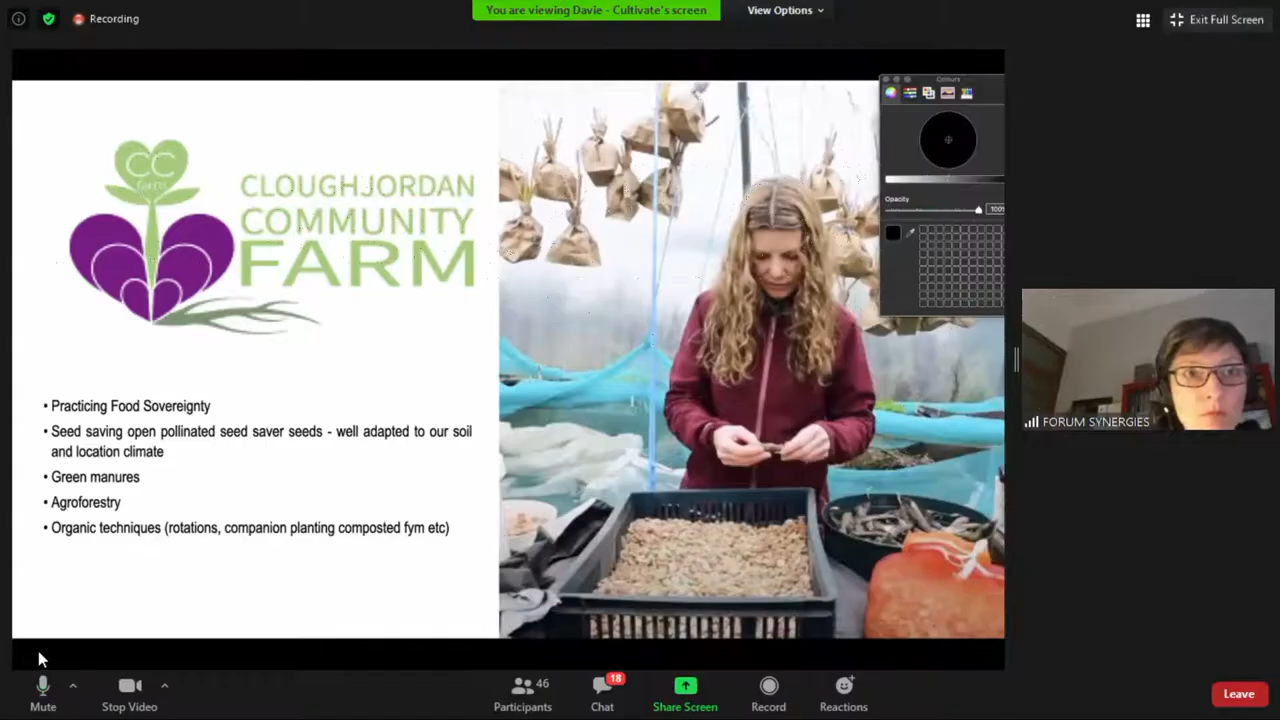 Recording
You are viewing Davie - Cultivate's screen
View Options
Exit Full Screen
Colours
CC
farm
CLOUGHJORDAN
COMMUNITY
FARM
Opacity
100%
• Practicing Food Sovereignty
• Seed saving open pollinated seed saver seeds - well adapted to our soil
and location climate
• Green manures
• Agroforestry
• Organic techniques (rotations, companion planting composted fym etc)
FORUM SYNERGIES
Mute
Stop Video
46
Participants
18
Chat
Share Screen
Record
Reactions
Leave